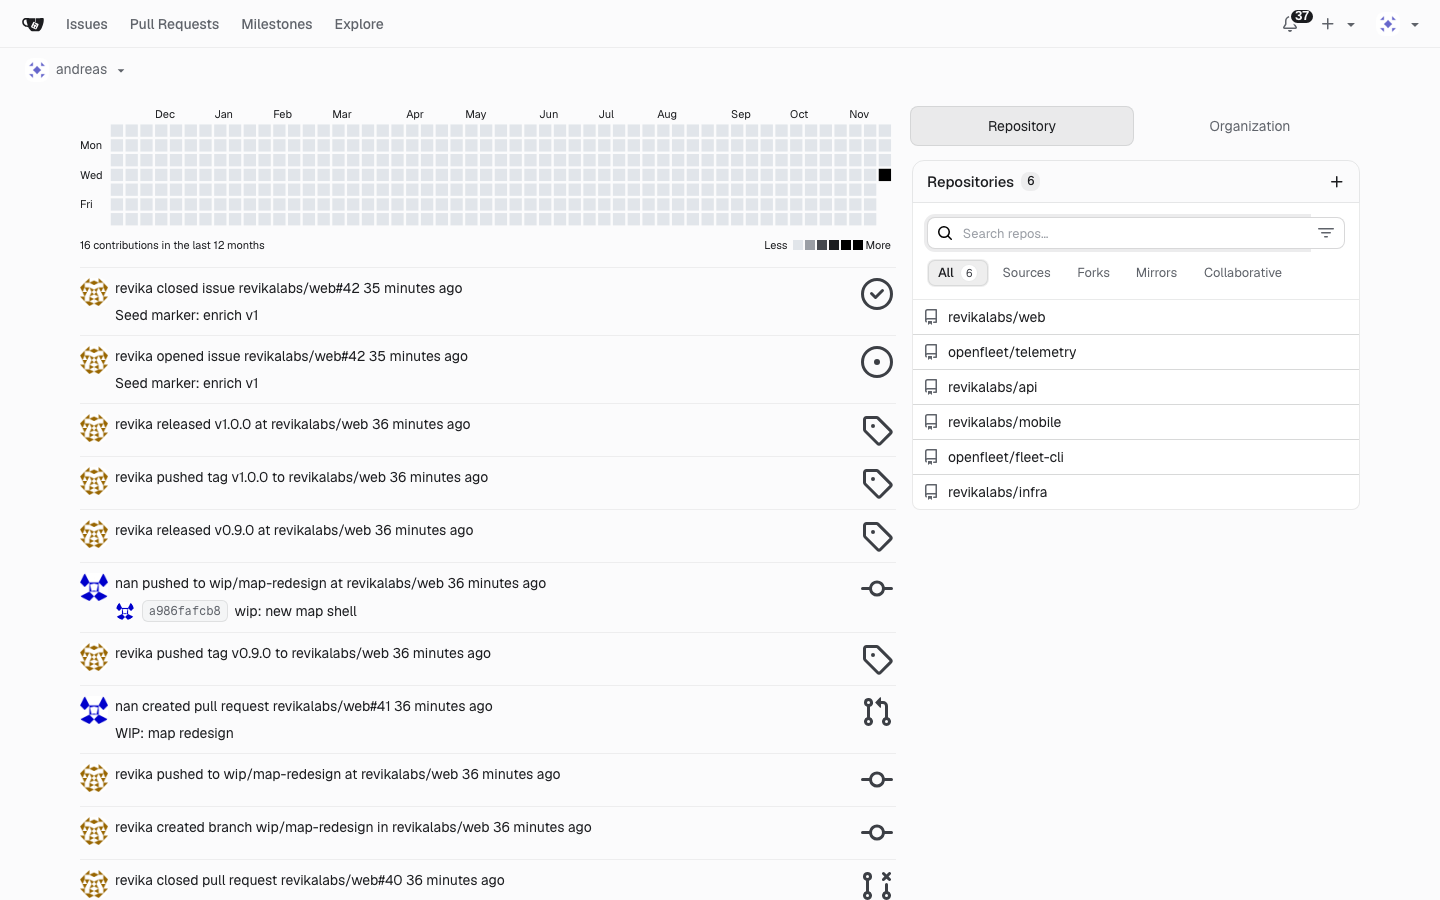 Issues Pull Requests Milestones Explore 37
andreas
Dec Jan Feb Mar Apr May Jun Jul Aug Sep Oct Nov
Mon
Wed
Fri
16 contributions in the last 12 months Less More
revika closed issue revikalabs/web#42 35 minutes ago
Seed marker: enrich v1
revika opened issue revikalabs/web#42 35 minutes ago
Seed marker: enrich v1
revika released v1.0.0 at revikalabs/web 36 minutes ago
revika pushed tag v1.0.0 to revikalabs/web 36 minutes ago
revika released v0.9.0 at revikalabs/web 36 minutes ago
nan pushed to wip/map-redesign at revikalabs/web 36 minutes ago
a986fafcb8 wip: new map shell
revika pushed tag v0.9.0 to revikalabs/web 36 minutes ago
nan created pull request revikalabs/web#41 36 minutes ago
WIP: map redesign
revika pushed to wip/map-redesign at revikalabs/web 36 minutes ago
revika created branch wip/map-redesign in revikalabs/web 36 minutes ago
revika closed pull request revikalabs/web#40 36 minutes ago
Repository Organization
Repositories 6
Search repos...
All 6 Sources Forks Mirrors Collaborative
revikalabs/web
openfleet/telemetry
revikalabs/api
revikalabs/mobile
openfleet/fleet-cli
revikalabs/infra